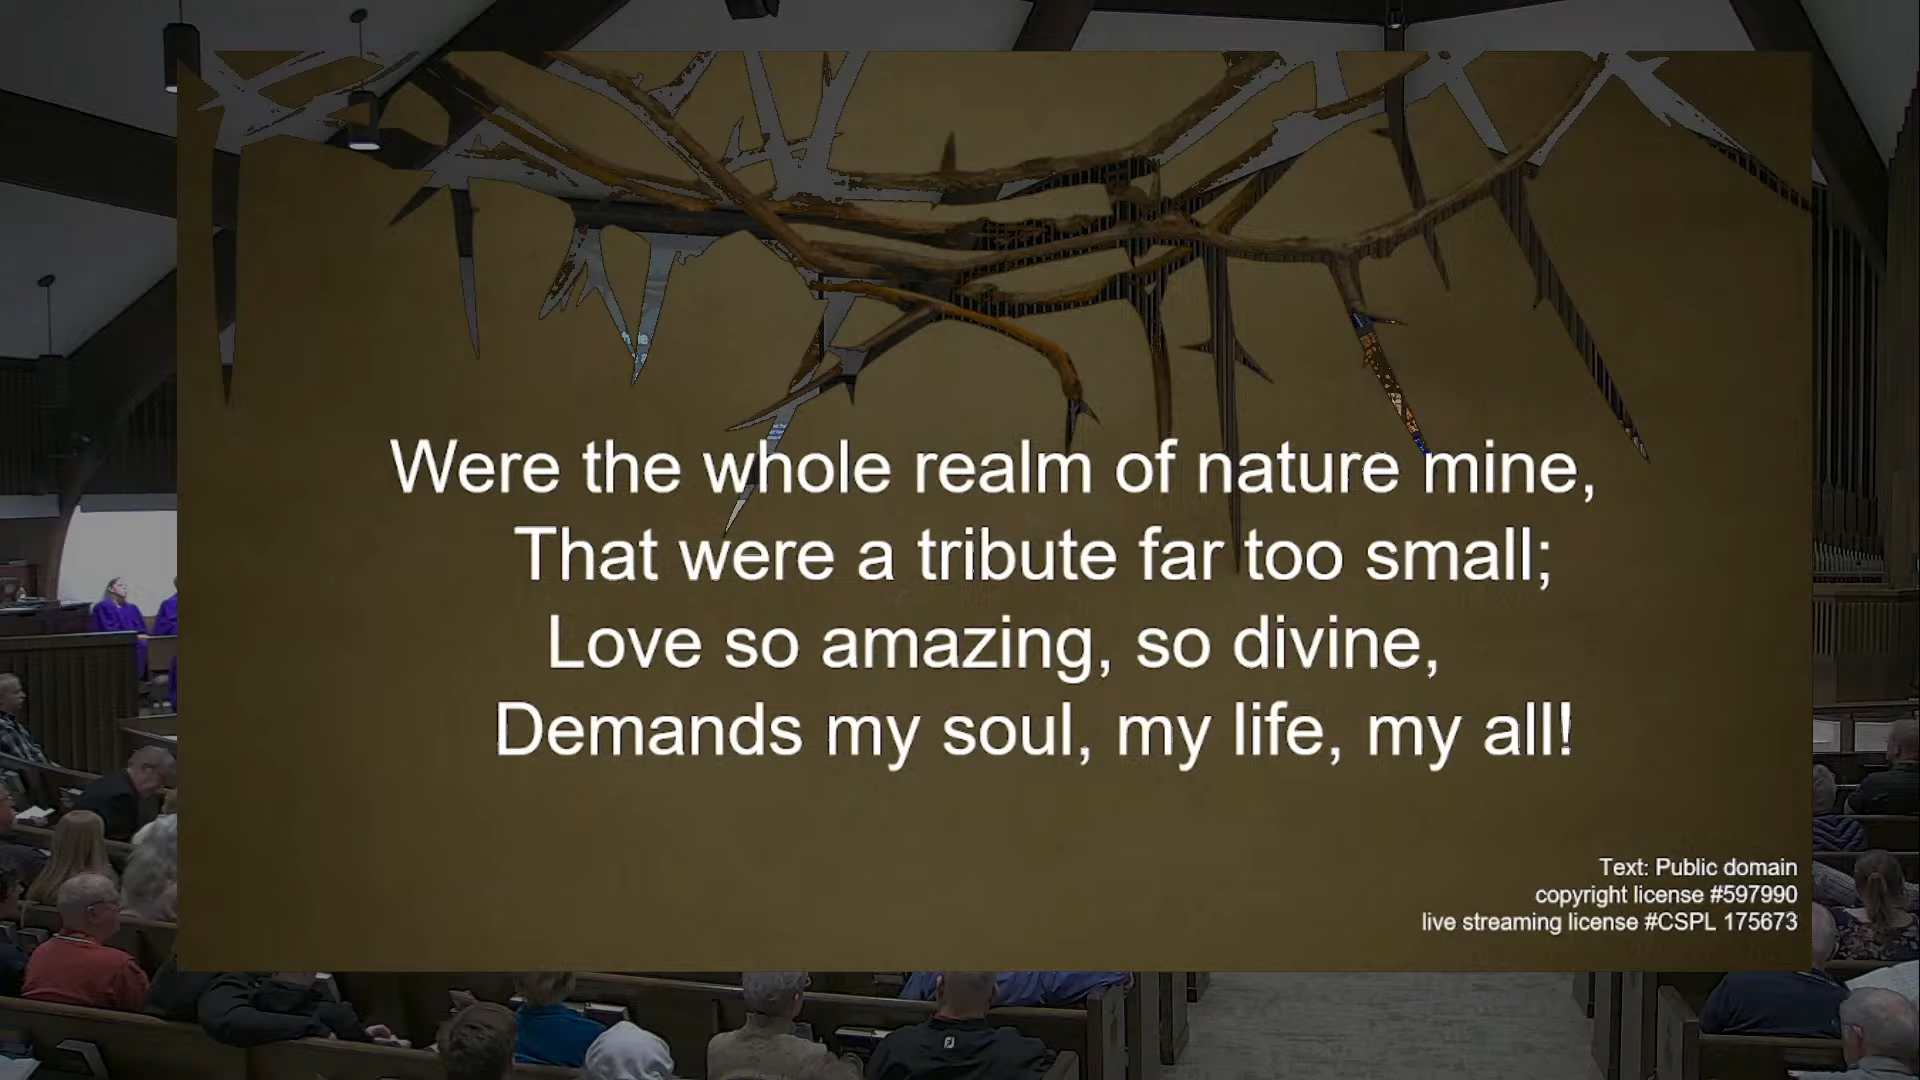 Were the whole realm of nature mine,
That were a tribute far too small;
Love so amazing, so divine,
Demands my soul, my life, my all!
Text: Public domain
copyright license #597990
live streaming license #CSPL 175673